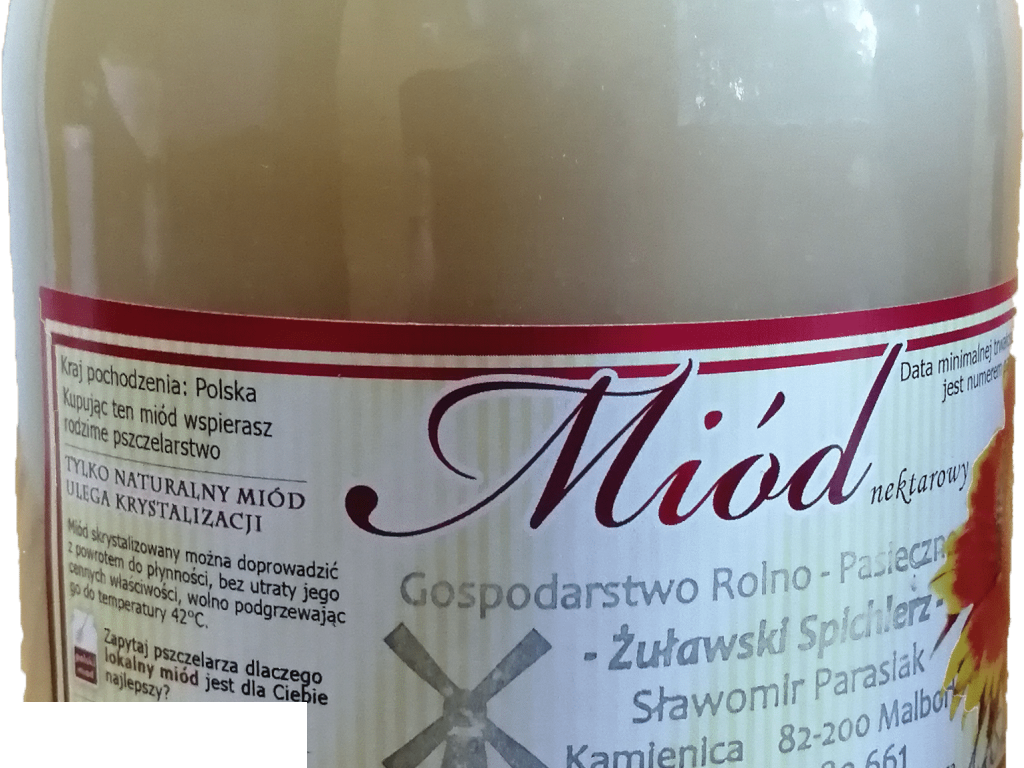 Kraj pochodzenia: Polska
Kupując ten miód wspierasz
rodzime pszczelarstwo
TYLKO NATURALNY MIÓD
ULEGA KRYSTALIZACJI
Miód skrystalizowany można doprowadzić
z powrotem do płynności, bez utraty jego
cennych właściwości, wolno podgrzewając
go do temperatury 42°C.
Zapytaj pszczelarza dlaczego
lokalny miód jest dla Ciebie
najlepszy?
Miód
nektarowy
Data minimalnej
jest numerem
Gospodarstwo Rolno - Pasieczn
- Żuławski Spichlerz -
Sławomir Parasiak
Kamienica 82-200 Malbor
661